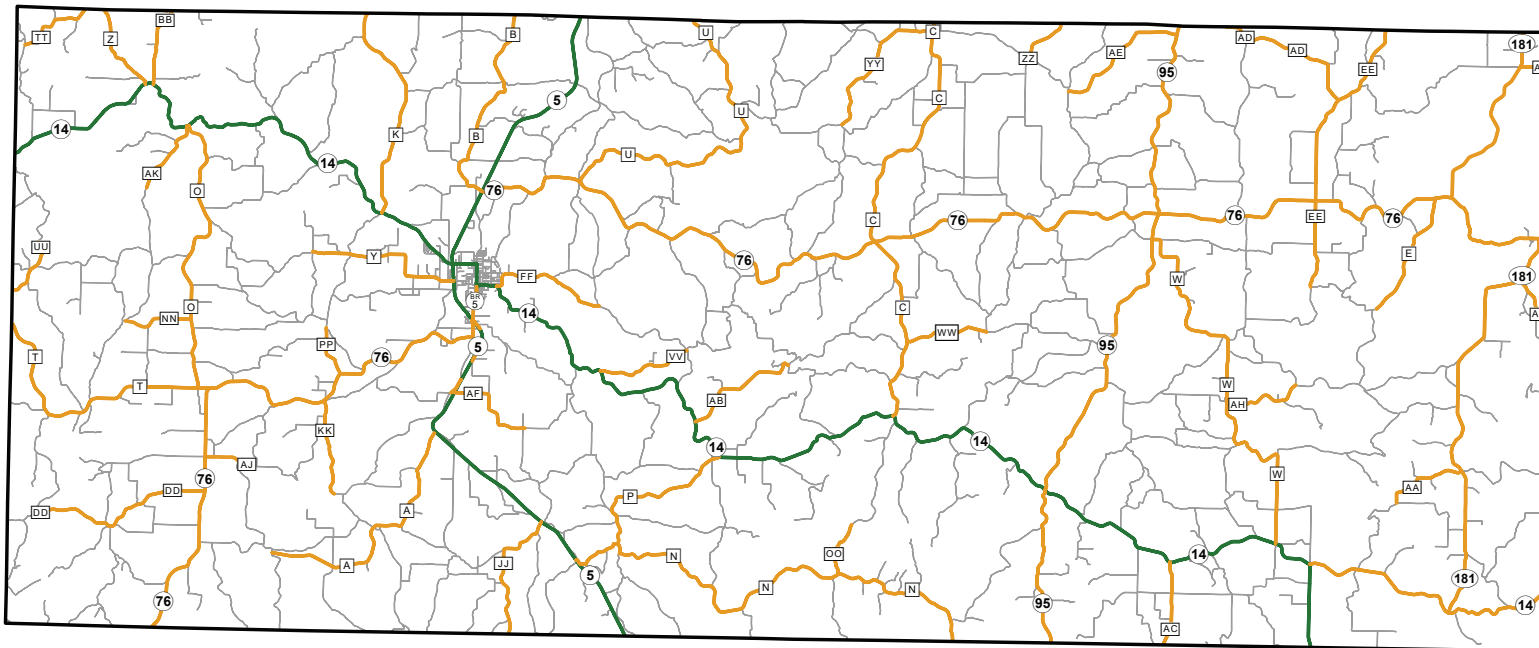 BB
TT
Z
B
U
C
AD
AD
181
ZZ
AE
YY
EE
95
A
5
C
14
K
B
U
14
U
AK
O
76
C
76
76
EE
76
UU
Y
76
FF
W
E
181
BR
5
O
14
C
A
NN
WW
PP
5
95
T
76
VV
T
AF
AB
W
AH
KK
14
14
AJ
76
DD
P
W
AA
DD
A
JJ
N
OO
14
A
5
N
N
181
76
95
14
AC